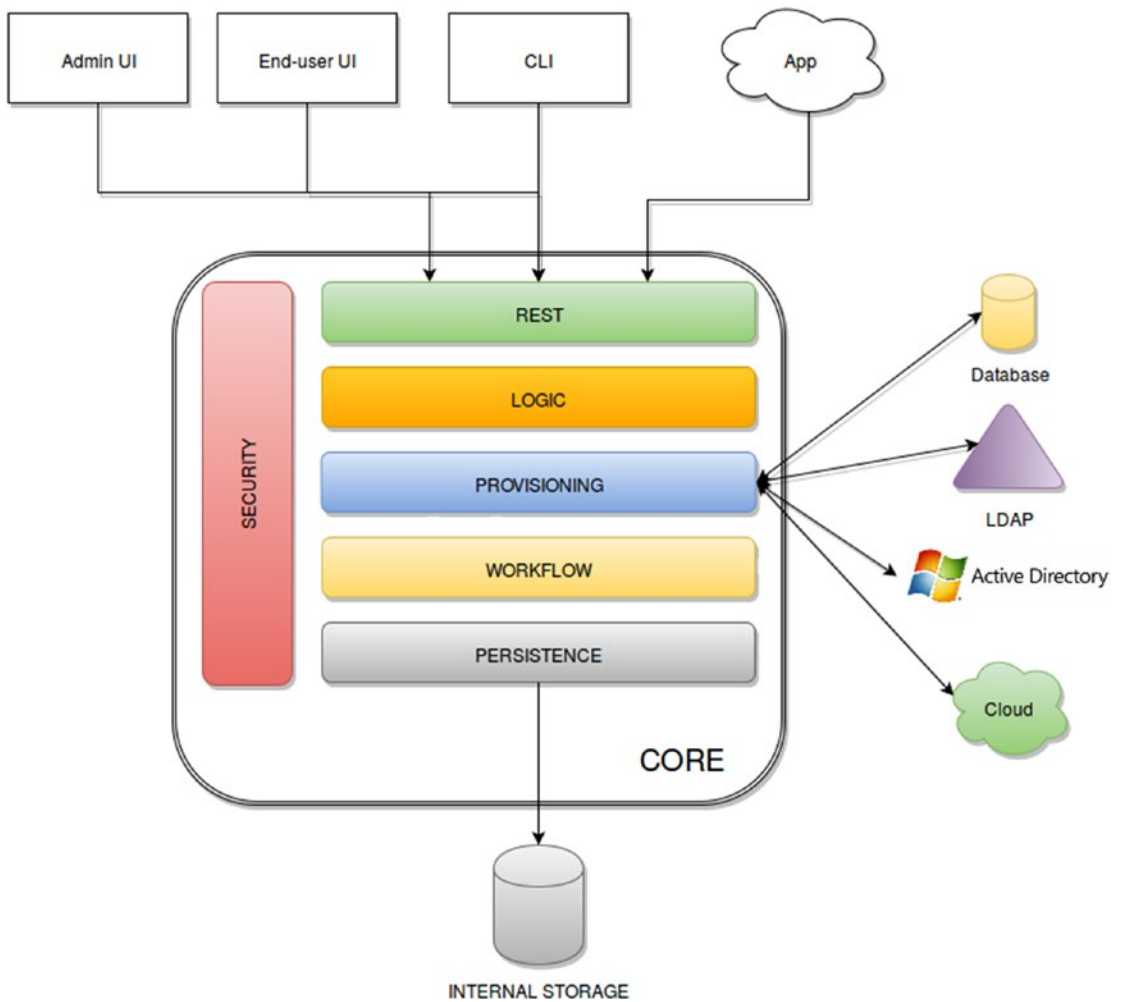 Admin UI
End-user UI
CLI
App
REST
LOGIC
SECURITY
PROVISIONING
WORKFLOW
PERSISTENCE
CORE
Database
LDAP
Active Directory
Cloud
INTERNAL STORAGE